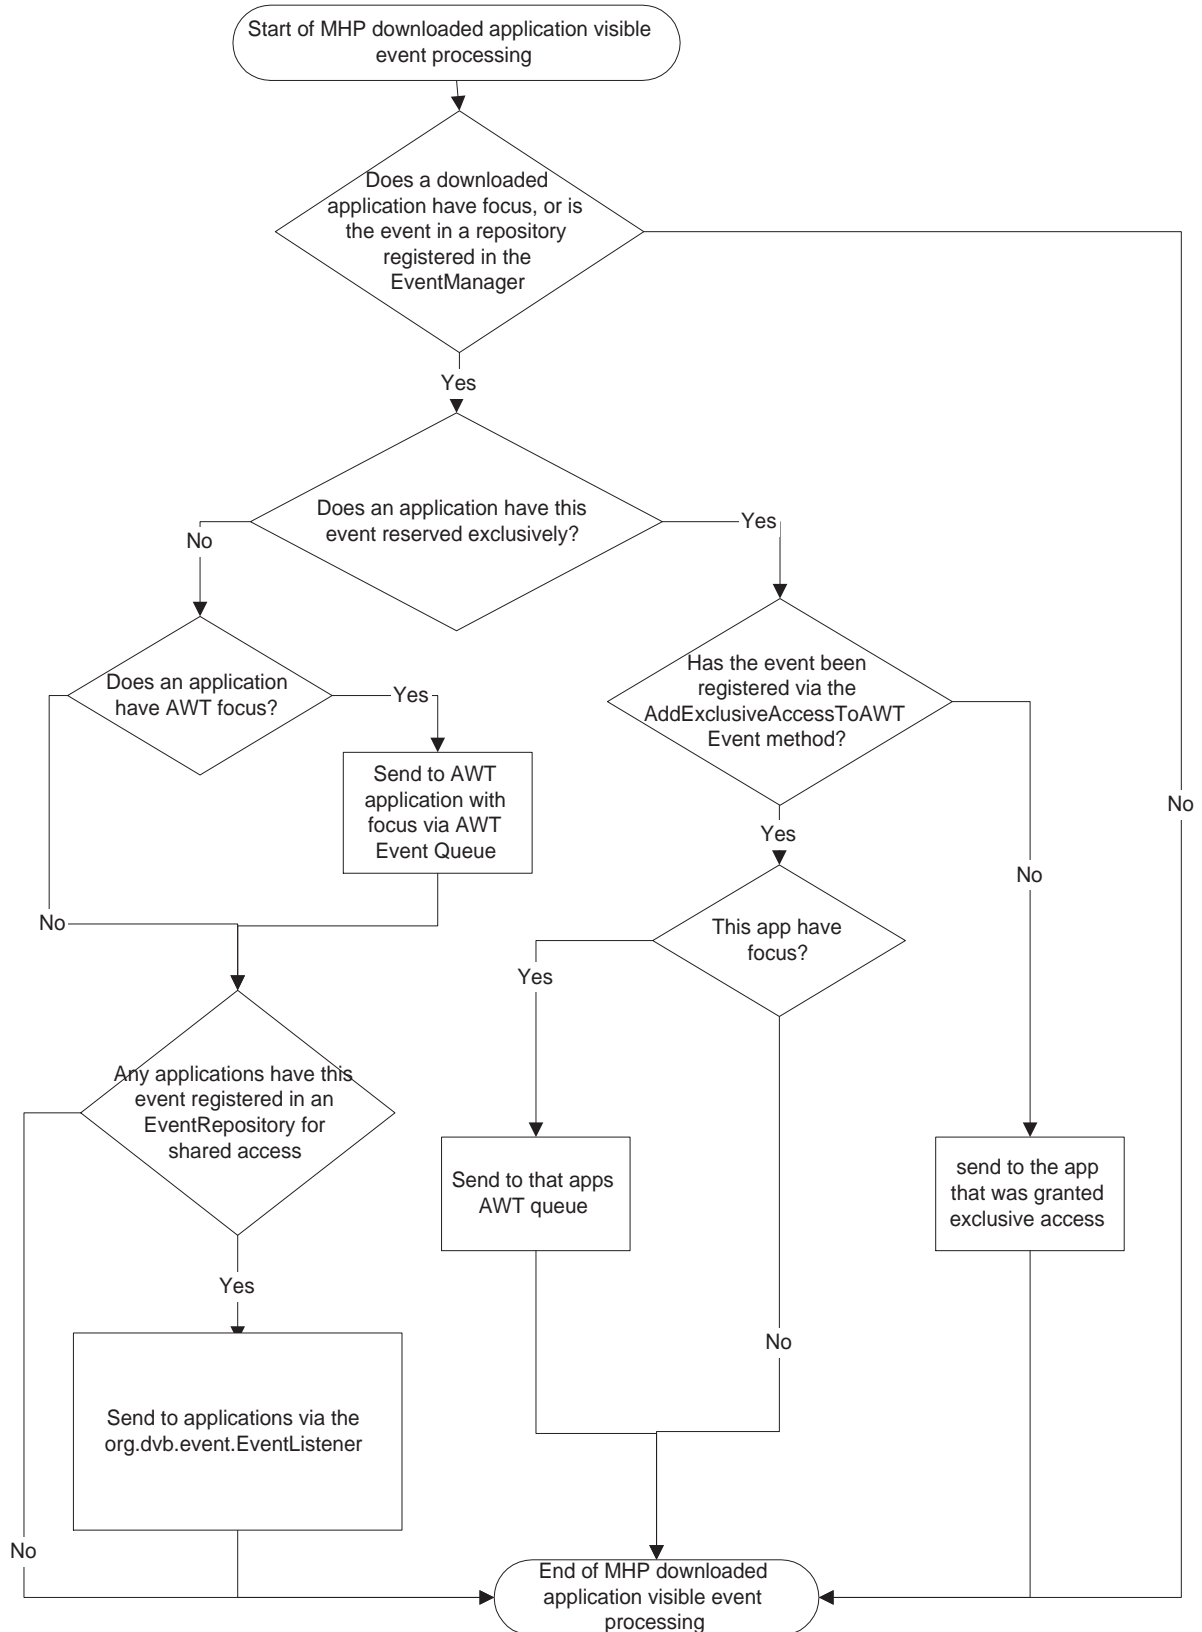 Start of MHP downloaded application visible
event processing
Does a downloaded
application have focus, or is
the event in a repository
registered in the
EventManager
Yes
Does an application have this
event reserved exclusively?
No
Yes
Does an application
have AWT focus?
Yes
Has the event been
registered via the
AddExclusiveAccessToAWT
Event method?
Send to AWT
application with
focus via AWT
Event Queue
No
Yes
No
No
This app have
focus?
Yes
Any applications have this
event registered in an
EventRepository for
shared access
Send to that apps
AWT queue
send to the app
that was granted
exclusive access
Yes
No
Send to applications via the
org.dvb.event.EventListener
No
End of MHP downloaded
application visible event
processing